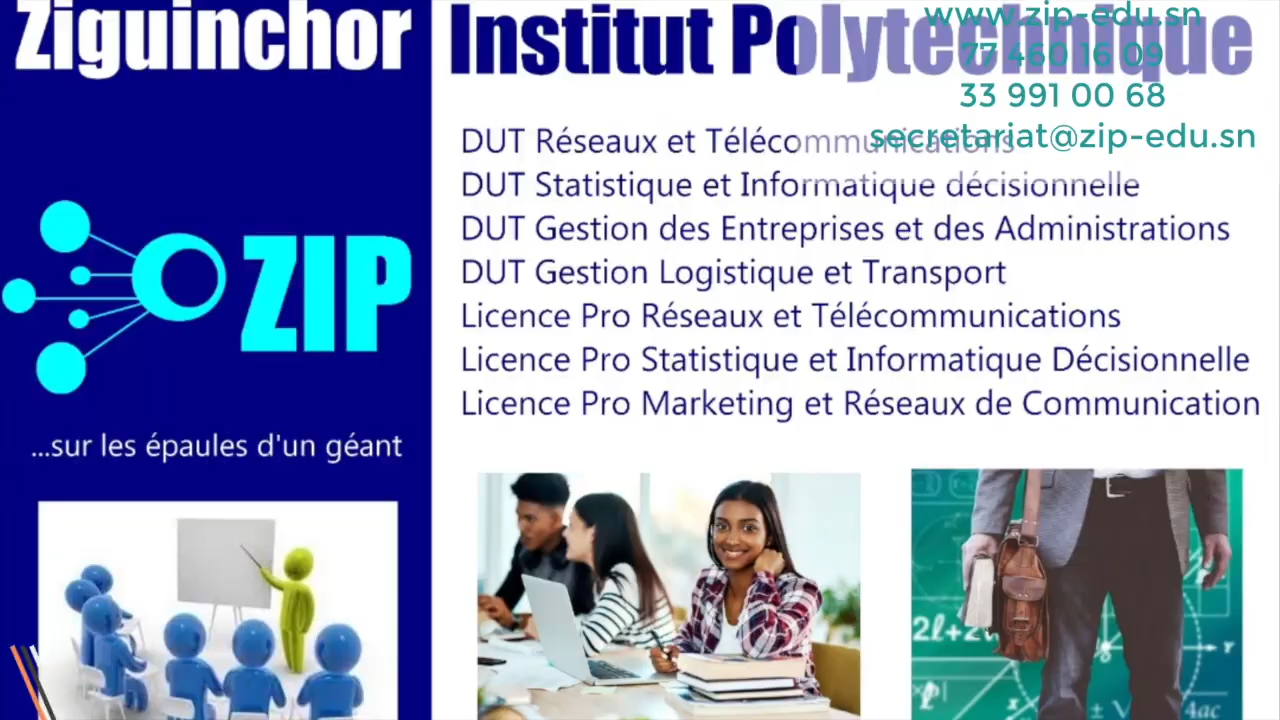 Ziguinchor
Institut Polytechnique
www.zip-edu.sn
77 460 16 09
33 991 00 68
secretariat@zip-edu.sn
DUT Réseaux et Télécommunications
DUT Statistique et Informatique décisionnelle
DUT Gestion des Entreprises et des Administrations
DUT Gestion Logistique et Transport
Licence Pro Réseaux et Télécommunications
Licence Pro Statistique et Informatique Décisionnelle
Licence Pro Marketing et Réseaux de Communication
ZIP
...sur les épaules d'un géant